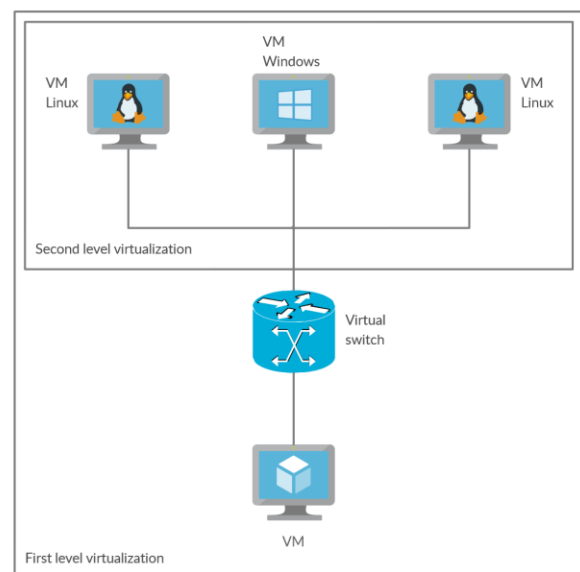 VM
Windows
VM
Linux
VM
Linux
Second level virtualization
Virtual
switch
VM
First level virtualization